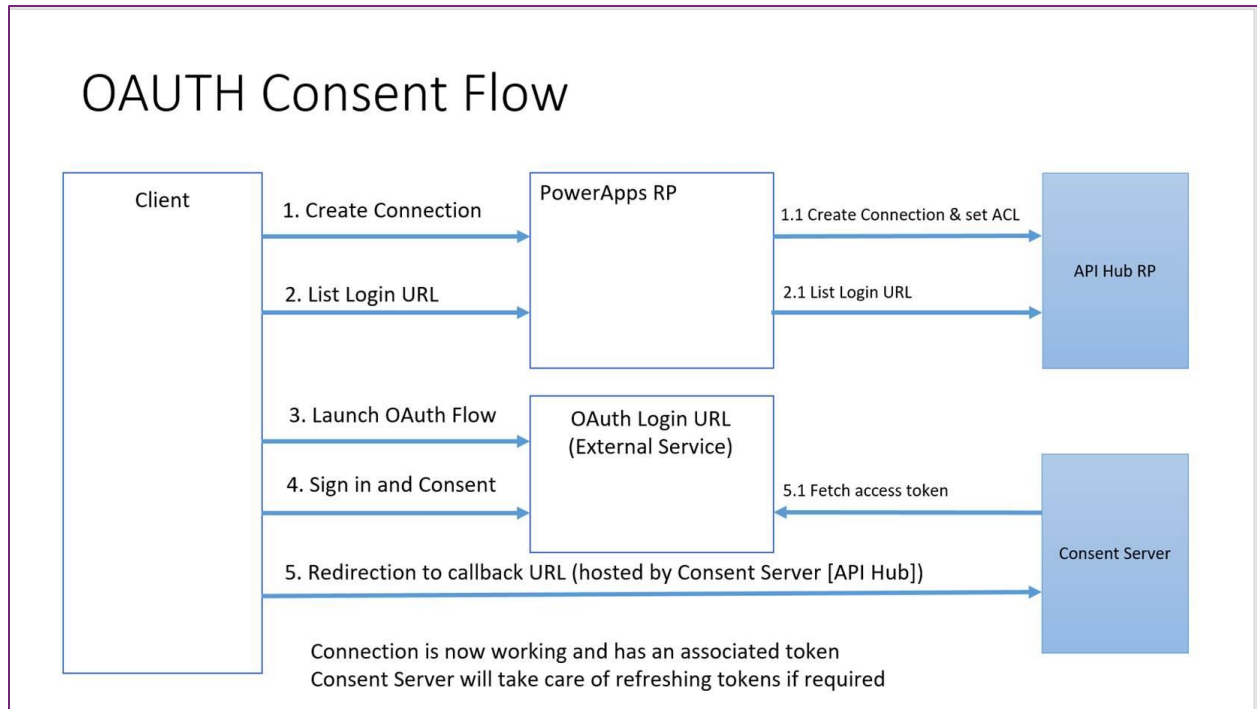 OAUTH Consent Flow
Client
1. Create Connection
PowerApps RP
1.1 Create Connection & set ACL
API Hub RP
2. List Login URL
2.1 List Login URL
3. Launch OAuth Flow
OAuth Login URL
(External Service)
4. Sign in and Consent
5.1 Fetch access token
Consent Server
5. Redirection to callback URL (hosted by Consent Server [API Hub])
Connection is now working and has an associated token
Consent Server will take care of refreshing tokens if required